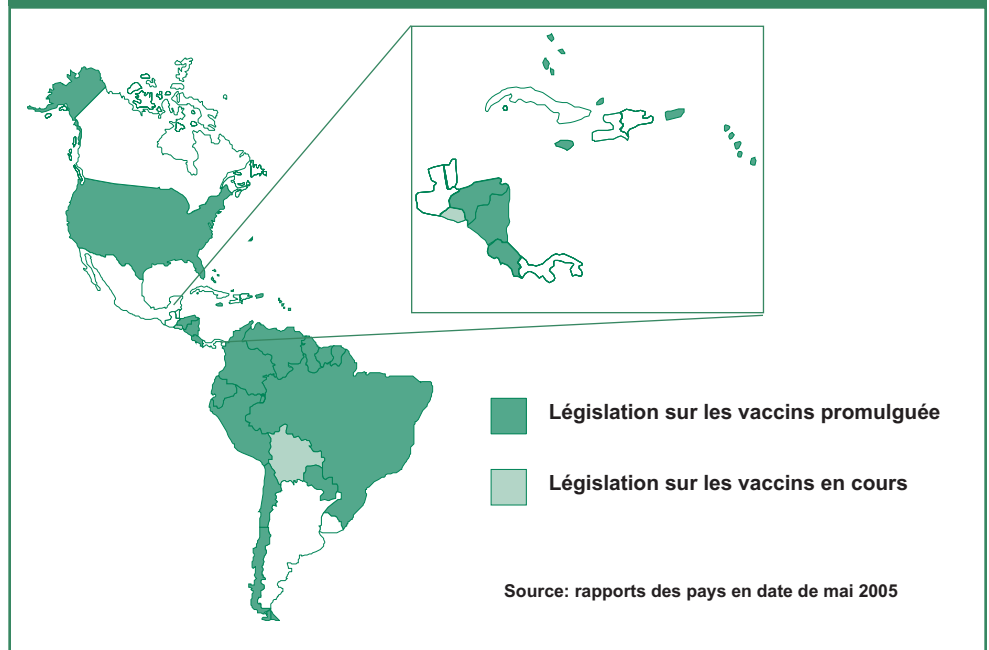 Législation sur les vaccins promulguée
Législation sur les vaccins en cours
Source: rapports des pays en date de mai 2005